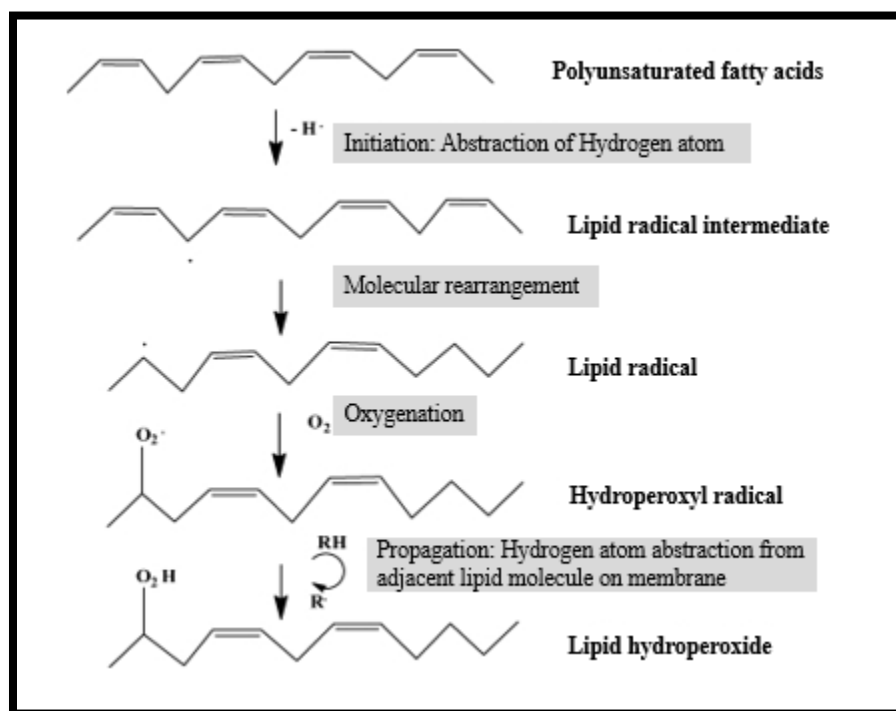 Polyunsaturated fatty acids
- H·
Initiation: Abstraction of Hydrogen atom
Lipid radical intermediate
Molecular rearrangement
Lipid radical
O₂
Oxygenation
O₂·
Hydroperoxyl radical
RH
R·
Propagation: Hydrogen atom abstraction from
adjacent lipid molecule on membrane
O₂ H
Lipid hydroperoxide